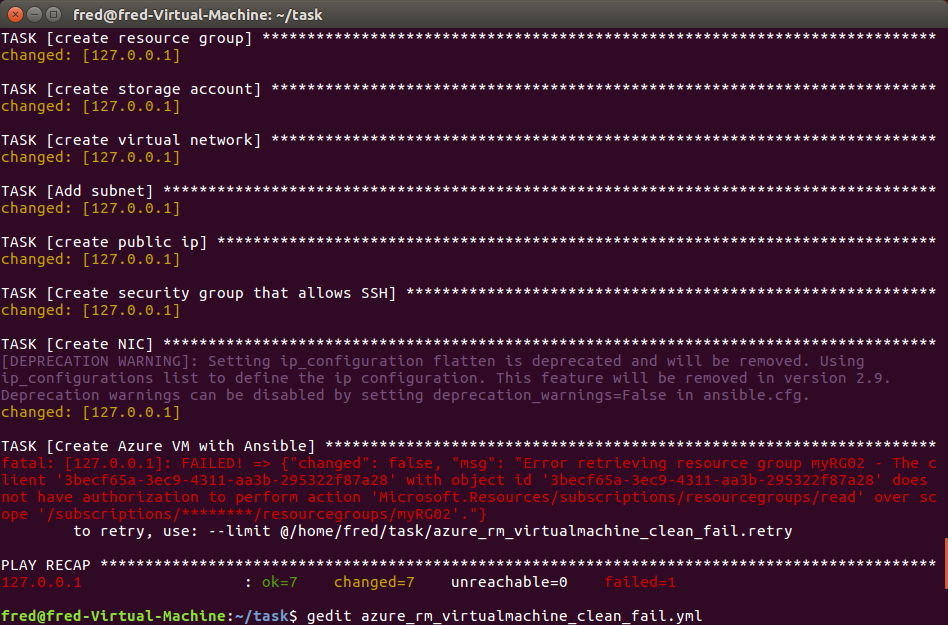 fred@fred-Virtual-Machine: ~/task
TASK [create resource group] ***************************************************************************
changed: [127.0.0.1]
TASK [create storage account] **************************************************************************
changed: [127.0.0.1]
TASK [create virtual network] **************************************************************************
changed: [127.0.0.1]
TASK [Add subnet] **************************************************************************************
changed: [127.0.0.1]
TASK [create public ip] ********************************************************************************
changed: [127.0.0.1]
TASK [Create security group that allows SSH] ***********************************************************
changed: [127.0.0.1]
TASK [Create NIC] **************************************************************************************
[DEPRECATION WARNING]: Setting ip_configuration flatten is deprecated and will be removed. Using
ip_configurations list to define the ip configuration. This feature will be removed in version 2.9.
Deprecation warnings can be disabled by setting deprecation_warnings=False in ansible.cfg.
changed: [127.0.0.1]
TASK [Create Azure VM with Ansible] ********************************************************************
fatal: [127.0.0.1]: FAILED! => {"changed": false, "msg": "Error retrieving resource group myRG02 - The c
lient '3becf65a-3ec9-4311-aa3b-295322f87a28' with object id '3becf65a-3ec9-4311-aa3b-295322f87a28' does
not have authorization to perform action 'Microsoft.Resources/subscriptions/resourcegroups/read' over sc
ope '/subscriptions/********/resourcegroups/myRG02'."}
to retry, use: --limit @/home/fred/task/azure_rm_virtualmachine_clean_fail.retry
PLAY RECAP *********************************************************************************************
127.0.0.1 : ok=7 changed=7 unreachable=0 failed=1
fred@fred-Virtual-Machine:~/task$ gedit azure_rm_virtualmachine_clean_fail.yml